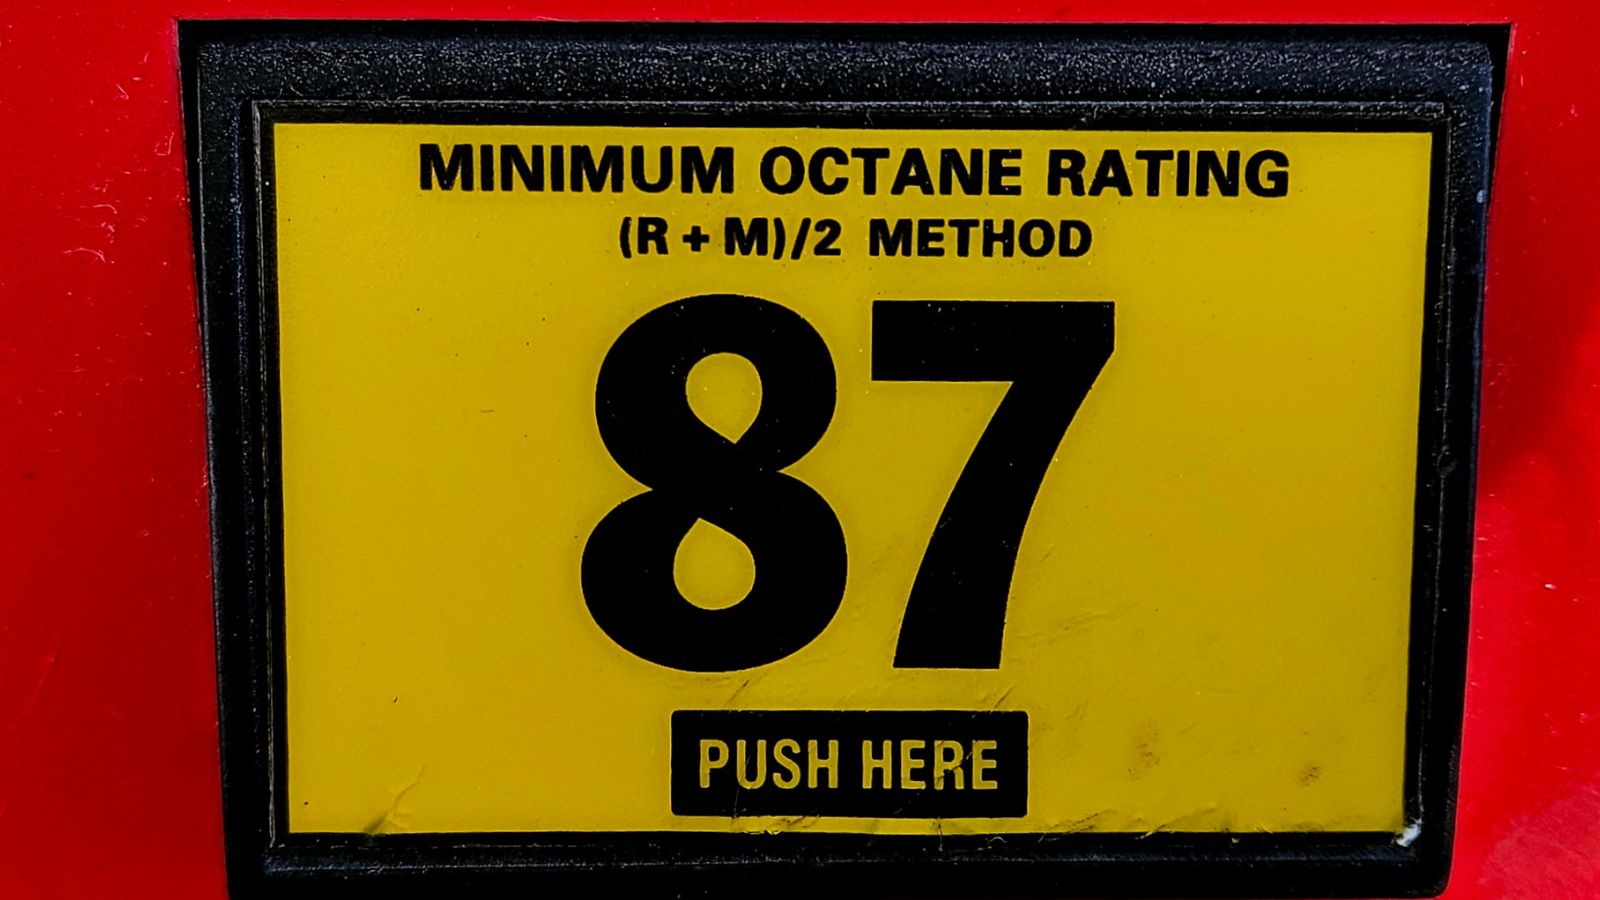 MINIMUM OCTANE RATING
(R + M)/2 METHOD
87
PUSH HERE